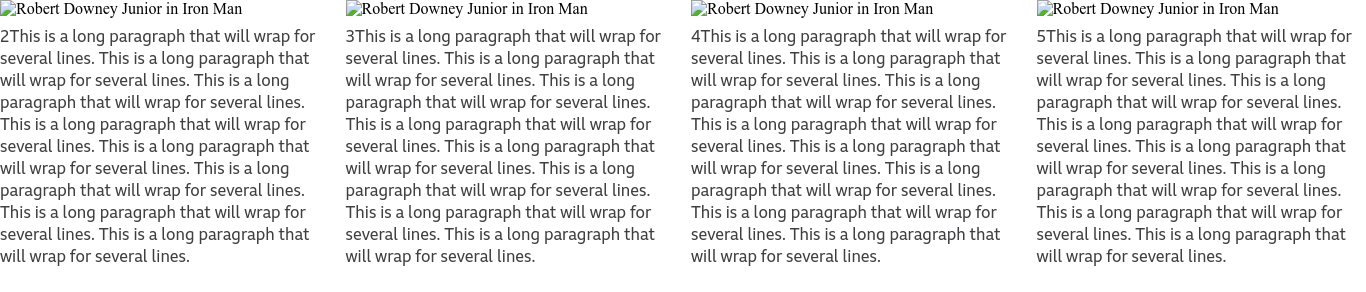 Robert Downey Junior in Iron Man
2This is a long paragraph that will wrap for
several lines. This is a long paragraph that
will wrap for several lines. This is a long
paragraph that will wrap for several lines.
This is a long paragraph that will wrap for
several lines. This is a long paragraph that
will wrap for several lines. This is a long
paragraph that will wrap for several lines.
This is a long paragraph that will wrap for
several lines. This is a long paragraph that
will wrap for several lines.
Robert Downey Junior in Iron Man
3This is a long paragraph that will wrap for
several lines. This is a long paragraph that
will wrap for several lines. This is a long
paragraph that will wrap for several lines.
This is a long paragraph that will wrap for
several lines. This is a long paragraph that
will wrap for several lines. This is a long
paragraph that will wrap for several lines.
This is a long paragraph that will wrap for
several lines. This is a long paragraph that
will wrap for several lines.
Robert Downey Junior in Iron Man
4This is a long paragraph that will wrap for
several lines. This is a long paragraph that
will wrap for several lines. This is a long
paragraph that will wrap for several lines.
This is a long paragraph that will wrap for
several lines. This is a long paragraph that
will wrap for several lines. This is a long
paragraph that will wrap for several lines.
This is a long paragraph that will wrap for
several lines. This is a long paragraph that
will wrap for several lines.
Robert Downey Junior in Iron Man
5This is a long paragraph that will wrap for
several lines. This is a long paragraph that
will wrap for several lines. This is a long
paragraph that will wrap for several lines.
This is a long paragraph that will wrap for
several lines. This is a long paragraph that
will wrap for several lines. This is a long
paragraph that will wrap for several lines.
This is a long paragraph that will wrap for
several lines. This is a long paragraph that
will wrap for several lines.